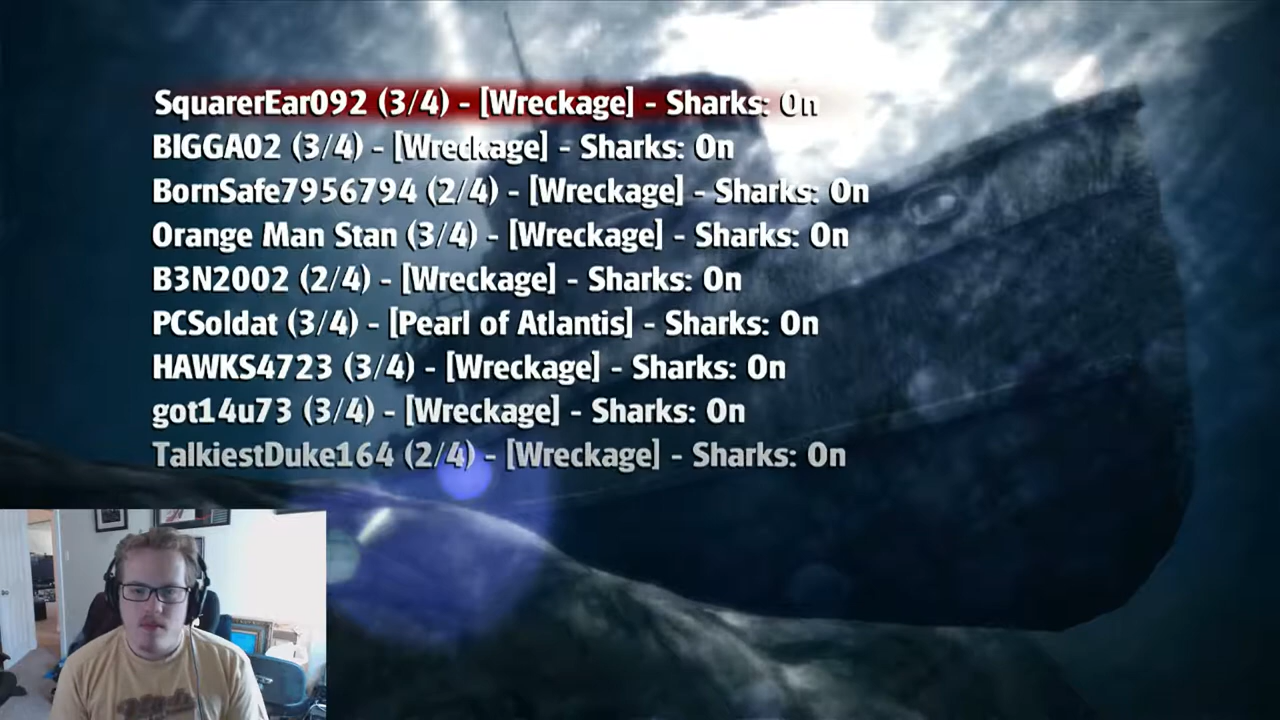 SquarerEar092 (3/4) - [Wreckage] - Sharks: On
BIGGA02 (3/4) - [Wreckage] - Sharks: On
BornSafe7956794 (2/4) - [Wreckage] - Sharks: On
Orange Man Stan (3/4) - [Wreckage] - Sharks: On
B3N2002 (2/4) - [Wreckage] - Sharks: On
PCSoldat (3/4) - [Pearl of Atlantis] - Sharks: On
HAWKS4723 (3/4) - [Wreckage] - Sharks: On
got14u73 (3/4) - [Wreckage] - Sharks: On
TalkiestDuke164 (2/4) - [Wreckage] - Sharks: On